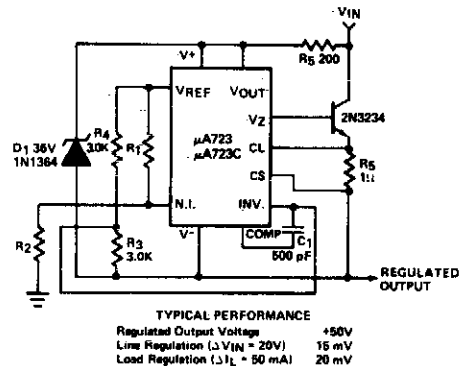 VIN
V+
R5 200
VREF
VOUT
R4
3.0K
R1
VZ
2N3234
µA723
µA723C
CL
D1 36V
1N1364
R5
1Ω
CS
N.I.
INV.
R2
R3
3.0K
V-
COMP
C1
500 pF
REGULATED
OUTPUT
TYPICAL PERFORMANCE
Regulated Output Voltage +50V
Line Regulation (ΔVIN = 20V) 15 mV
Load Regulation (ΔIL = 50 mA) 20 mV